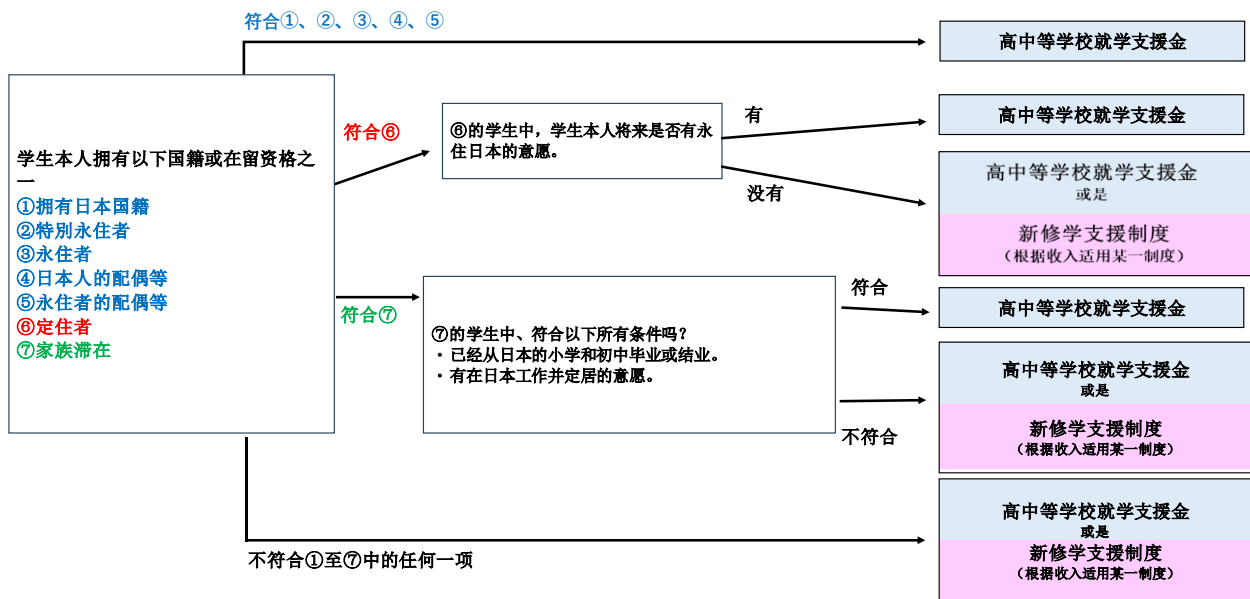 符合①、②、③、④、⑤
高中等学校就学支援金
学生本人拥有以下国籍或在留资格之
一
①拥有日本国籍
②特別永住者
③永住者
④日本人的配偶等
⑤永住者的配偶等
⑥定住者
⑦家族滞在
符合⑥
⑥的学生中，学生本人将来是否有永
住日本的意愿。
有
高中等学校就学支援金
没有
高中等学校就学支援金
或是
新修学支援制度
（根据收入适用某一制度）
符合⑦
⑦的学生中、符合以下所有条件吗？
・已经从日本的小学和初中毕业或结业。
・有在日本工作并定居的意愿。
符合
高中等学校就学支援金
不符合
高中等学校就学支援金
或是
新修学支援制度
（根据收入适用某一制度）
不符合①至⑦中的任何一项
高中等学校就学支援金
或是
新修学支援制度
（根据收入适用某一制度）